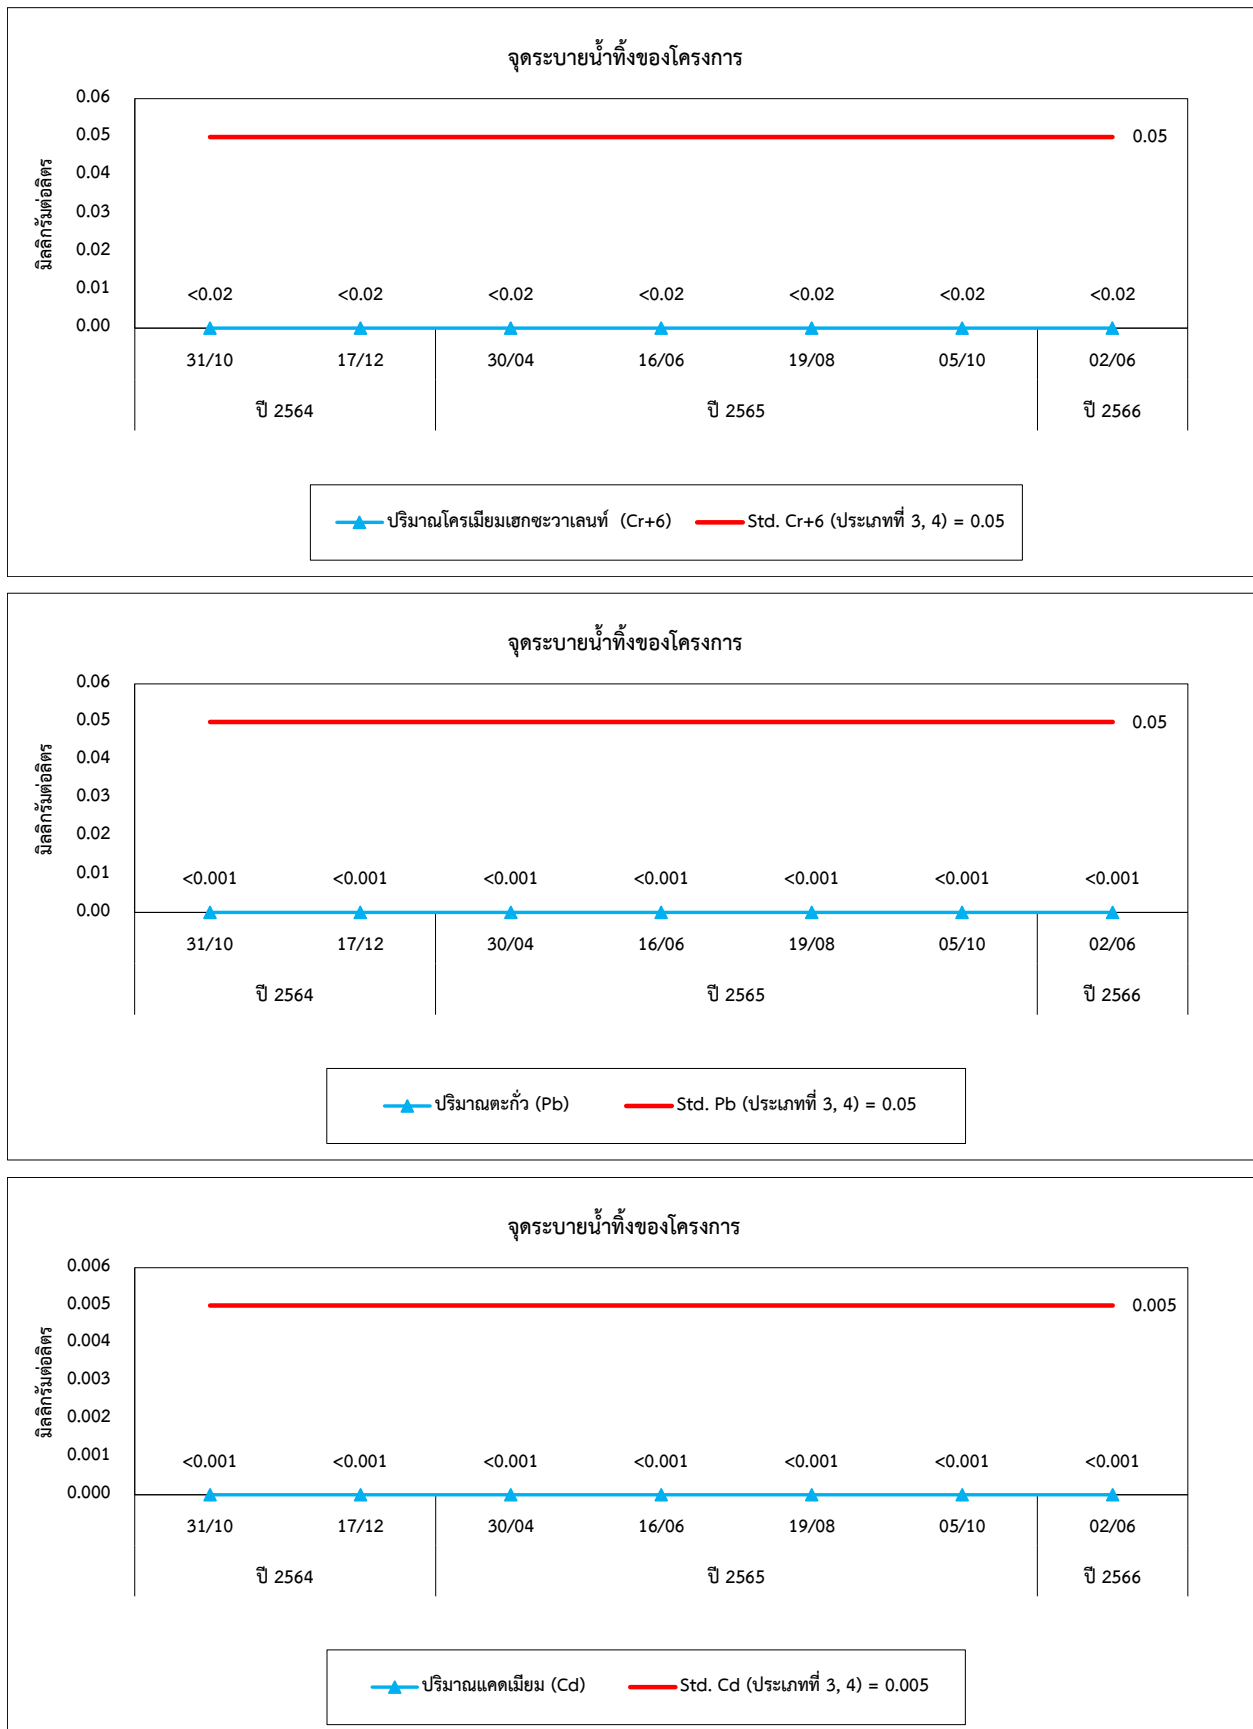 จุดระบายน้ำทิ้งของโครงการ
มิลลิกรัมต่อลิตร
0.06
0.05
0.04
0.03
0.02
0.01
0.00
0.05
<0.02 <0.02 <0.02 <0.02 <0.02 <0.02 <0.02
31/10 17/12 30/04 16/06 19/08 05/10 02/06
ปี 2564 ปี 2565 ปี 2566
ปริมาณโครเมียมเฮกซะวาเลนท์ (Cr+6) Std. Cr+6 (ประเภทที่ 3, 4) = 0.05
จุดระบายน้ำทิ้งของโครงการ
มิลลิกรัมต่อลิตร
0.06
0.05
0.04
0.03
0.02
0.01
0.00
0.05
<0.001 <0.001 <0.001 <0.001 <0.001 <0.001 <0.001
31/10 17/12 30/04 16/06 19/08 05/10 02/06
ปี 2564 ปี 2565 ปี 2566
ปริมาณตะกั่ว (Pb) Std. Pb (ประเภทที่ 3, 4) = 0.05
จุดระบายน้ำทิ้งของโครงการ
มิลลิกรัมต่อลิตร
0.006
0.005
0.004
0.003
0.002
0.001
0.000
0.005
<0.001 <0.001 <0.001 <0.001 <0.001 <0.001 <0.001
31/10 17/12 30/04 16/06 19/08 05/10 02/06
ปี 2564 ปี 2565 ปี 2566
ปริมาณแคดเมียม (Cd) Std. Cd (ประเภทที่ 3, 4) = 0.005